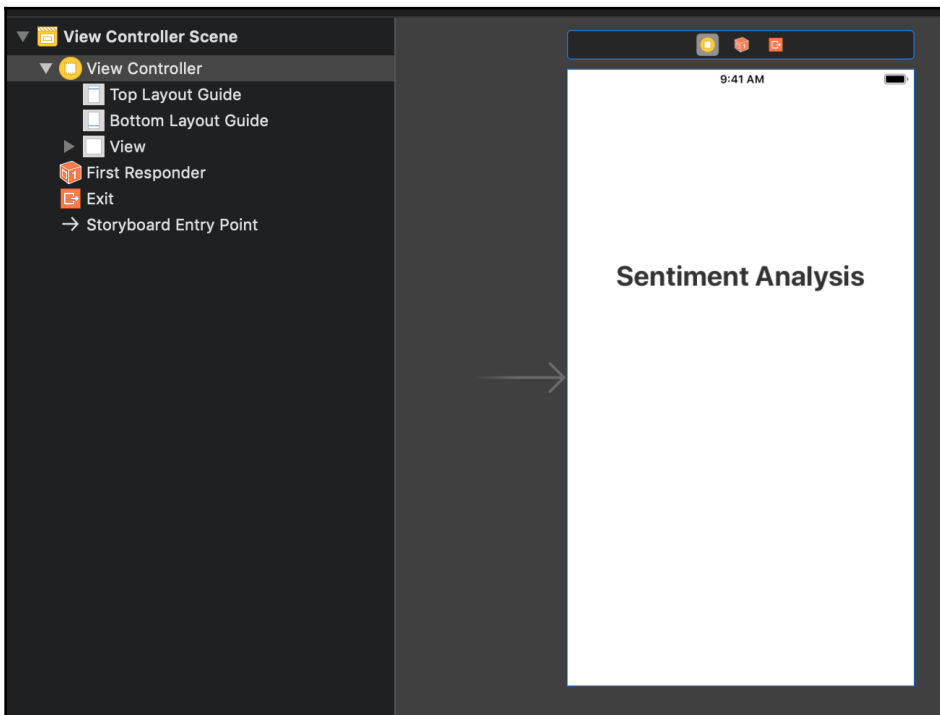 View Controller Scene
View Controller
Top Layout Guide
Bottom Layout Guide
View
First Responder
Exit
Storyboard Entry Point
9:41 AM
Sentiment Analysis